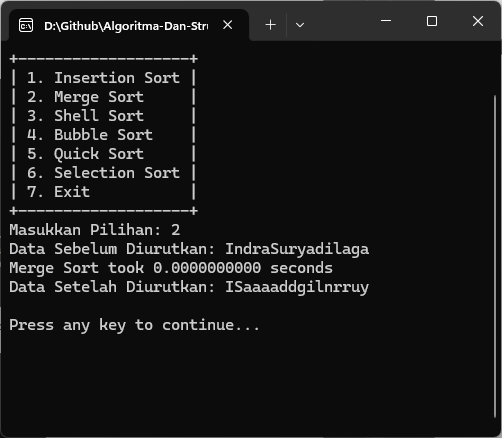 D:\Github\Algoritma-Dan-Stru
+-------------------+
| 1. Insertion Sort |
| 2. Merge Sort     |
| 3. Shell Sort     |
| 4. Bubble Sort    |
| 5. Quick Sort     |
| 6. Selection Sort |
| 7. Exit           |
+-------------------+
Masukkan Pilihan: 2
Data Sebelum Diurutkan: IndraSuryadilaga
Merge Sort took 0.0000000000 seconds
Data Setelah Diurutkan: ISaaaaddgilnrruy
Press any key to continue...